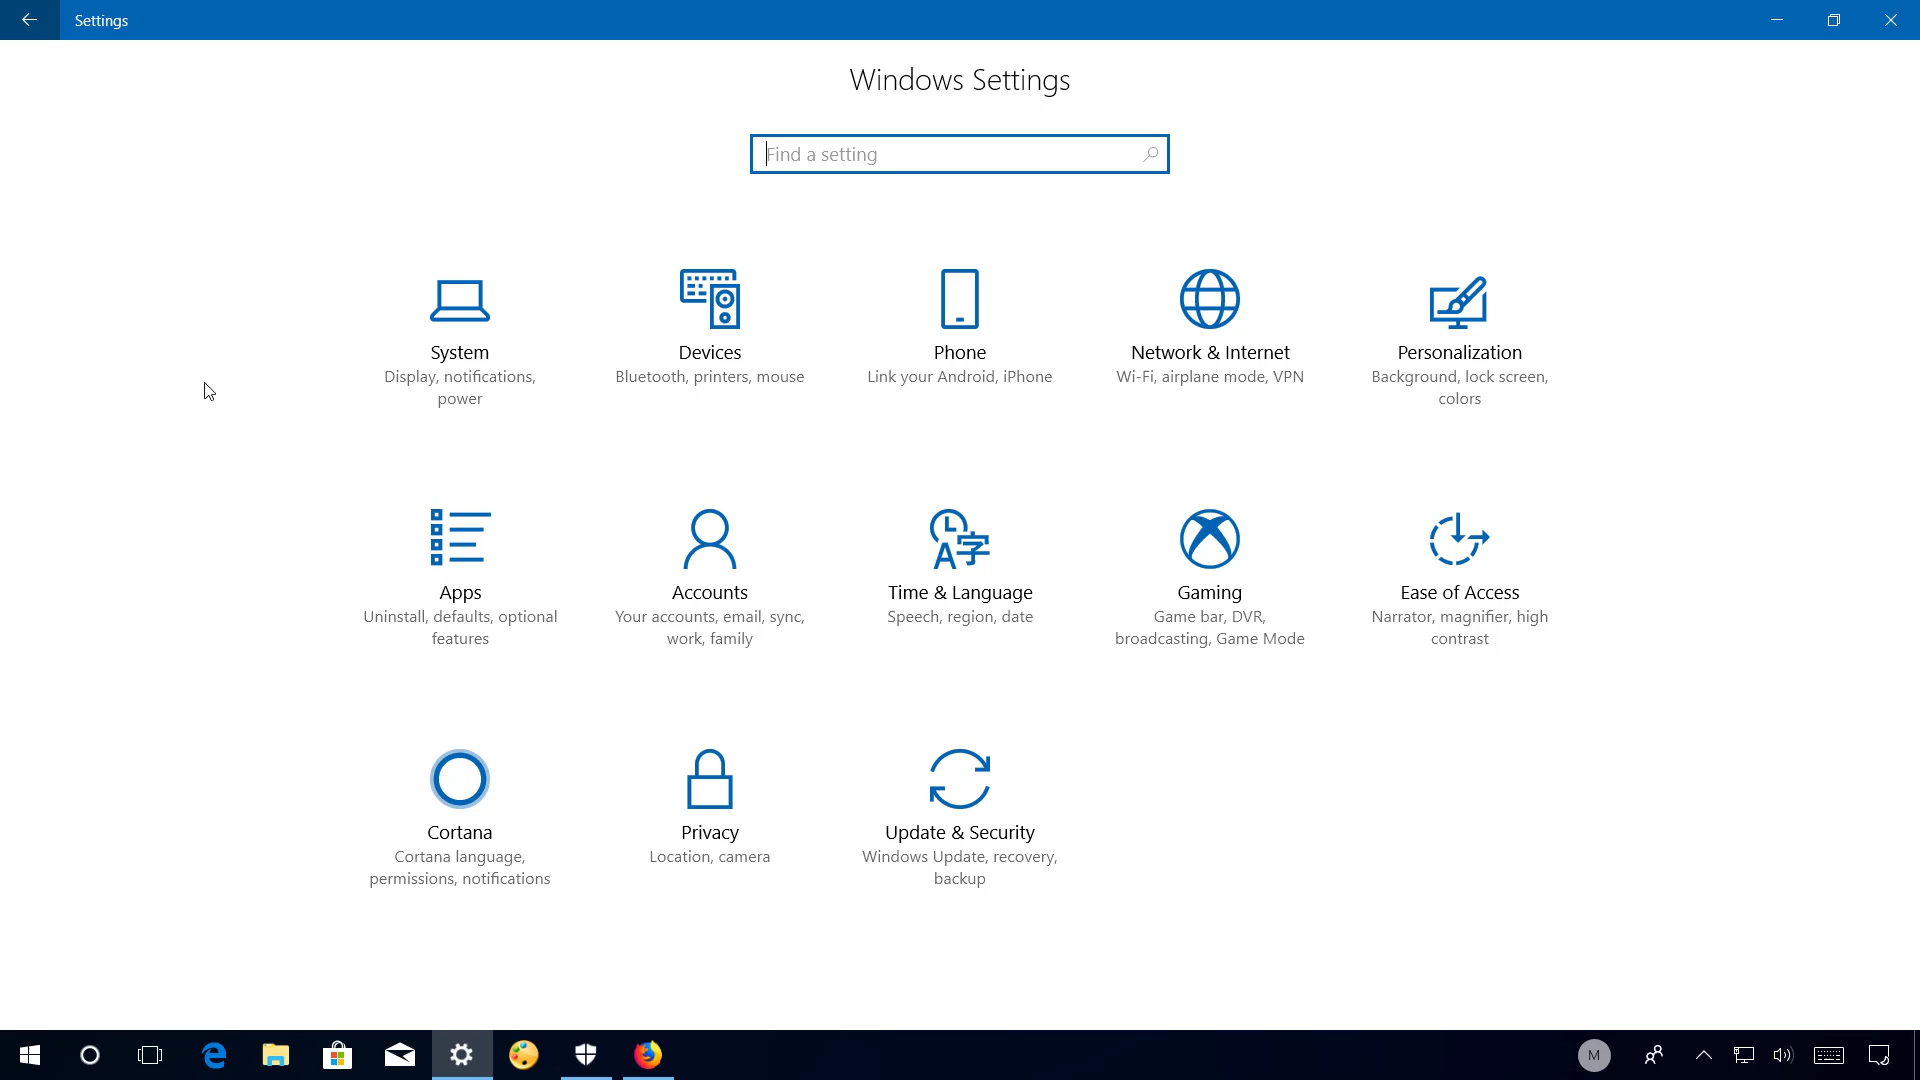 Settings
Windows Settings
Find a setting
System
Display, notifications,
power
Devices
Bluetooth, printers, mouse
Phone
Link your Android, iPhone
Network & Internet
Wi-Fi, airplane mode, VPN
Personalization
Background, lock screen,
colors
Apps
Uninstall, defaults, optional
features
Accounts
Your accounts, email, sync,
work, family
Time & Language
Speech, region, date
Gaming
Game bar, DVR,
broadcasting, Game Mode
Ease of Access
Narrator, magnifier, high
contrast
Cortana
Cortana language,
permissions, notifications
Privacy
Location, camera
Update & Security
Windows Update, recovery,
backup
M